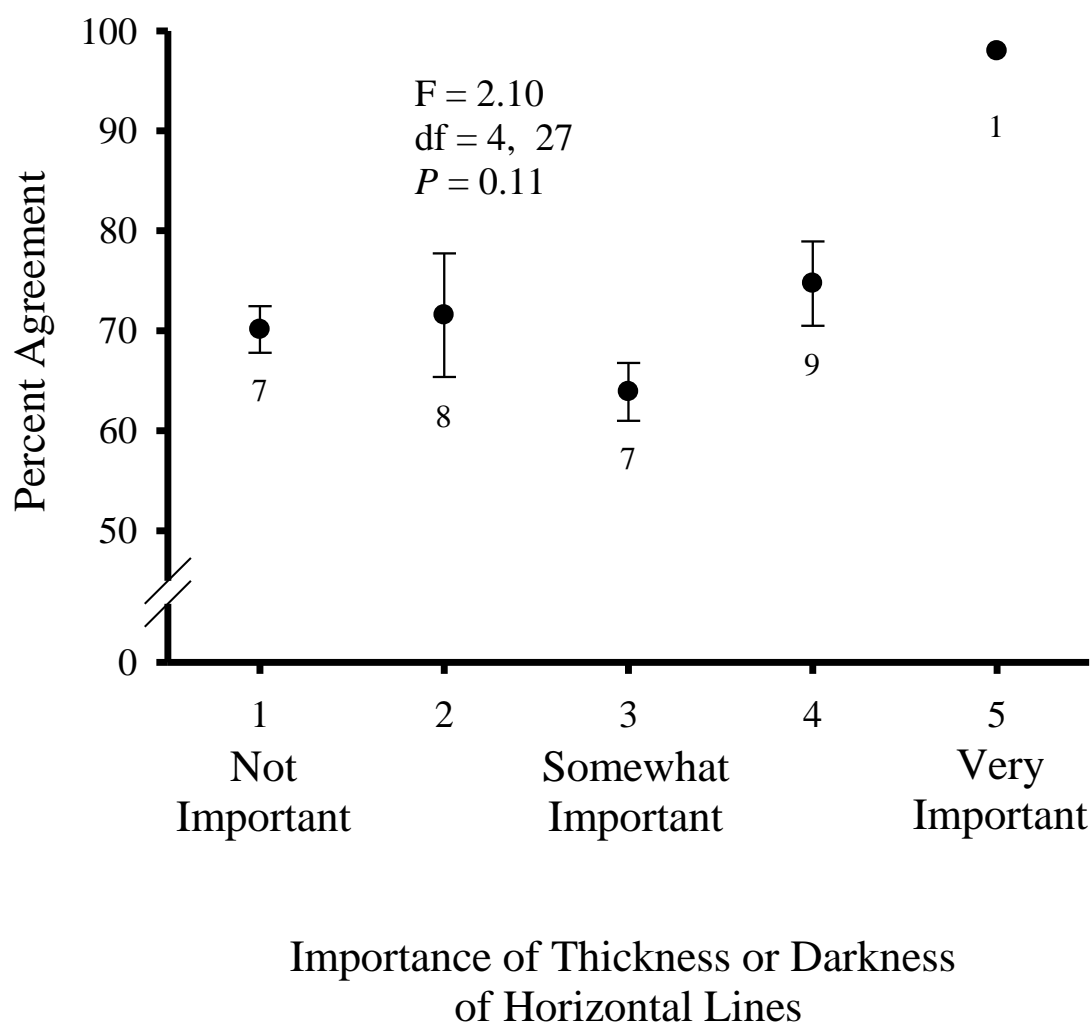 100
90
80
70
60
50
0
Percent Agreement
F = 2.10
df = 4, 27
P = 0.11
7
8
7
9
1
1
2
3
4
5
Not
Important
Somewhat
Important
Very
Important
Importance of Thickness or Darkness
of Horizontal Lines